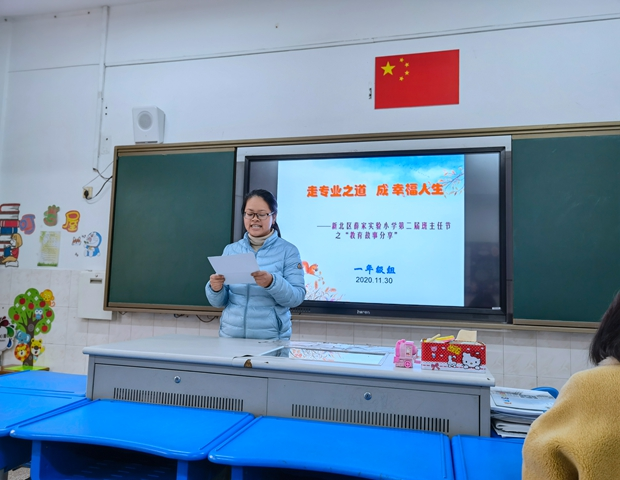 走专业之道 成 幸福人生
——新北区薛家实验小学第二届班主任节
之“教育故事分享”
一年级组
2020.11.30